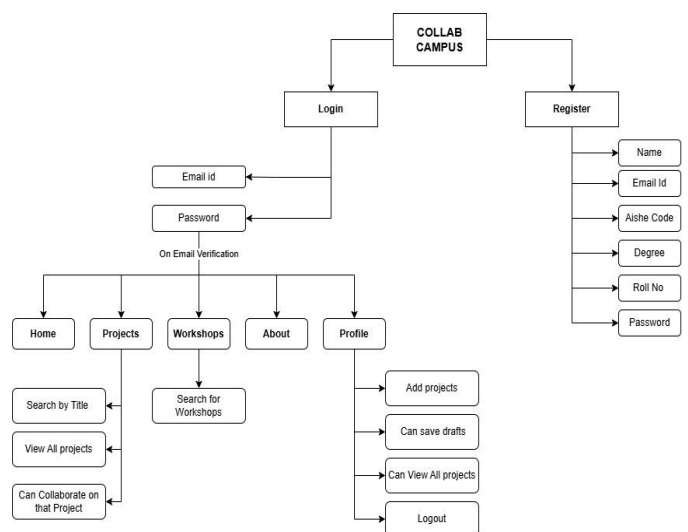 COLLAB
CAMPUS
Login
Register
Name
Email id
Email Id
Password
Aishe Code
On Email Verification
Degree
Roll No
Password
Home
Projects
Workshops
About
Profile
Search by Title
Search for
Workshops
Add projects
View All projects
Can save drafts
Can Collaborate on
that Project
Can View All projects
Logout